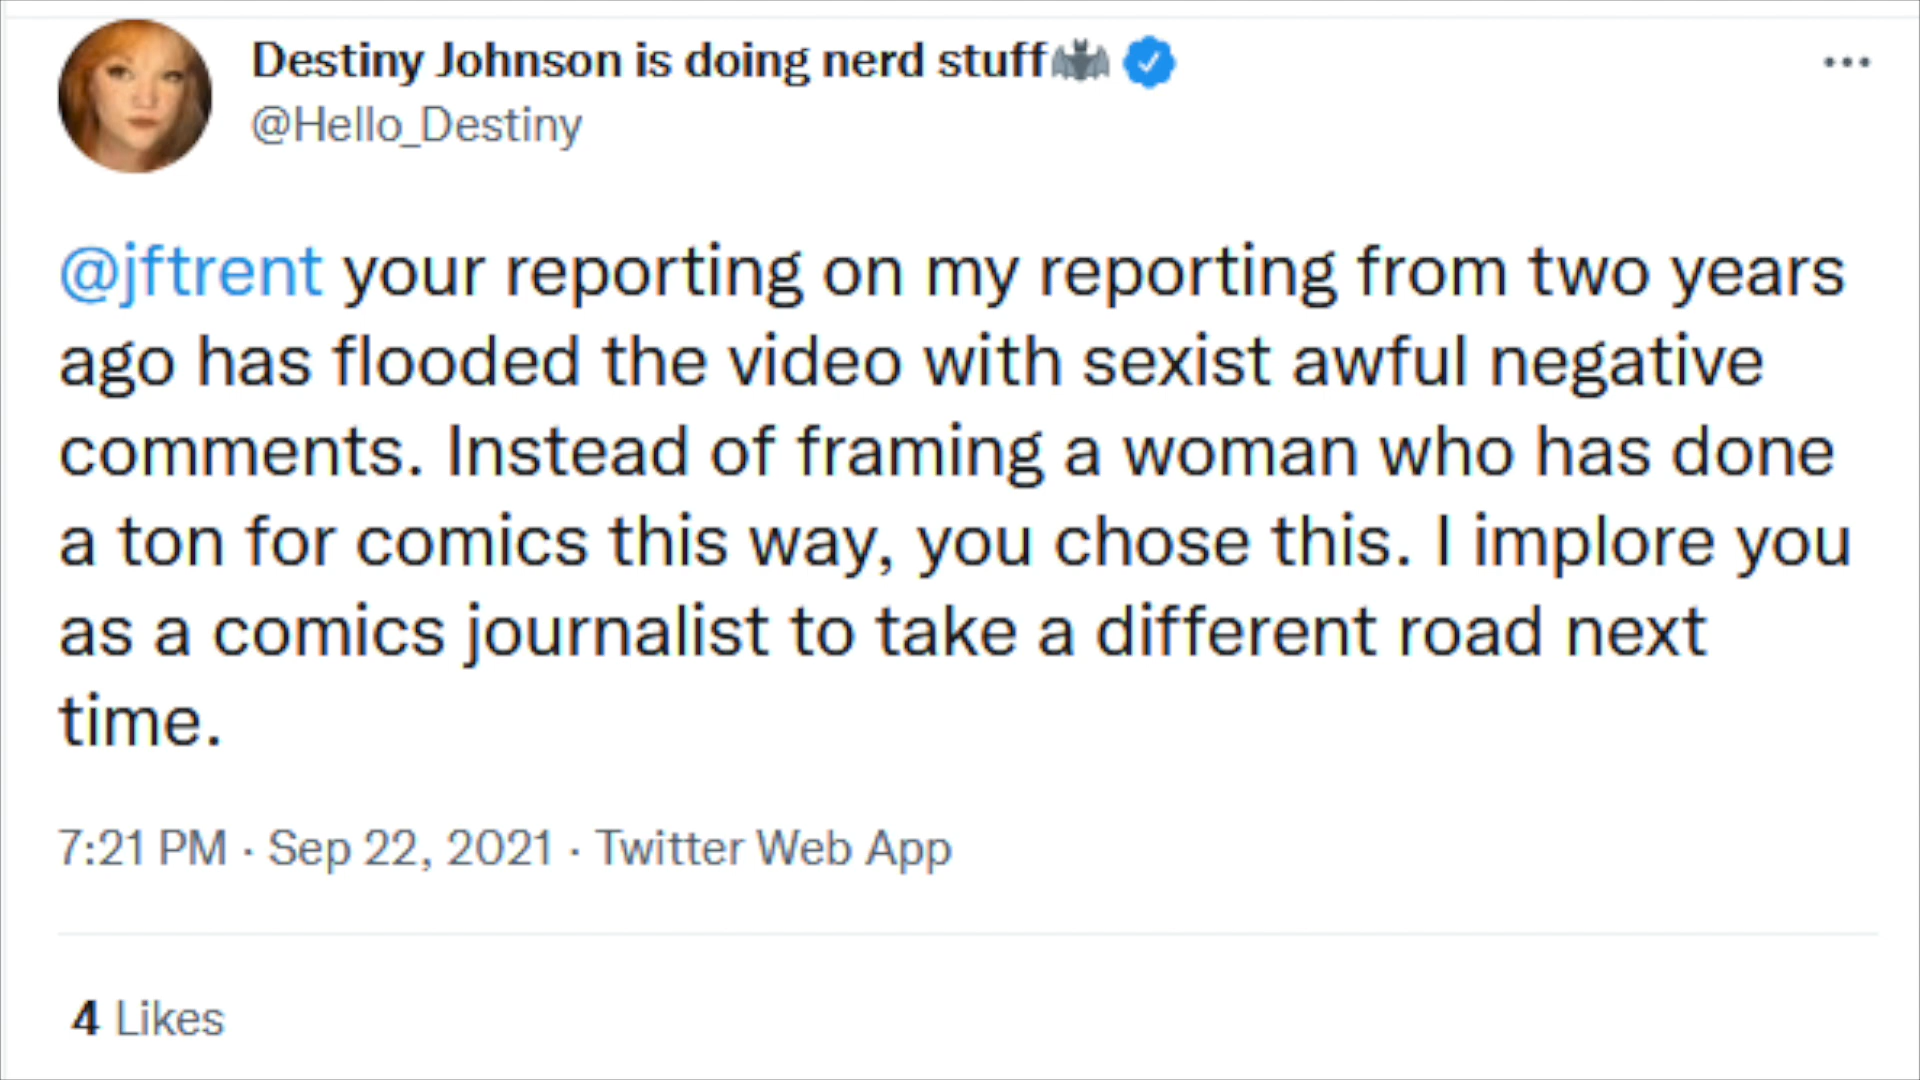 Destiny Johnson is doing nerd stuff🦇
@Hello_Destiny
@jftrent your reporting on my reporting from two years
ago has flooded the video with sexist awful negative
comments. Instead of framing a woman who has done
a ton for comics this way, you chose this. I implore you
as a comics journalist to take a different road next
time.
7:21 PM · Sep 22, 2021 · Twitter Web App
4 Likes